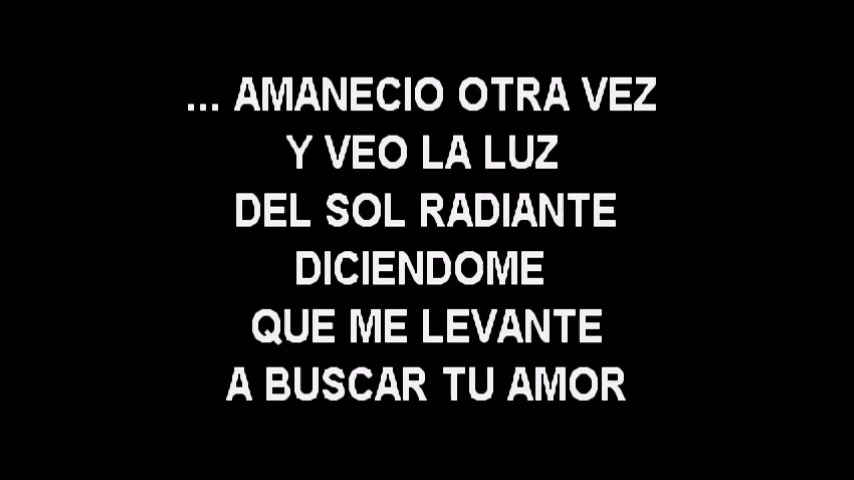 ... AMANECIO OTRA VEZ
Y VEO LA LUZ
DEL SOL RADIANTE
DICIENDOME
QUE ME LEVANTE
A BUSCAR TU AMOR